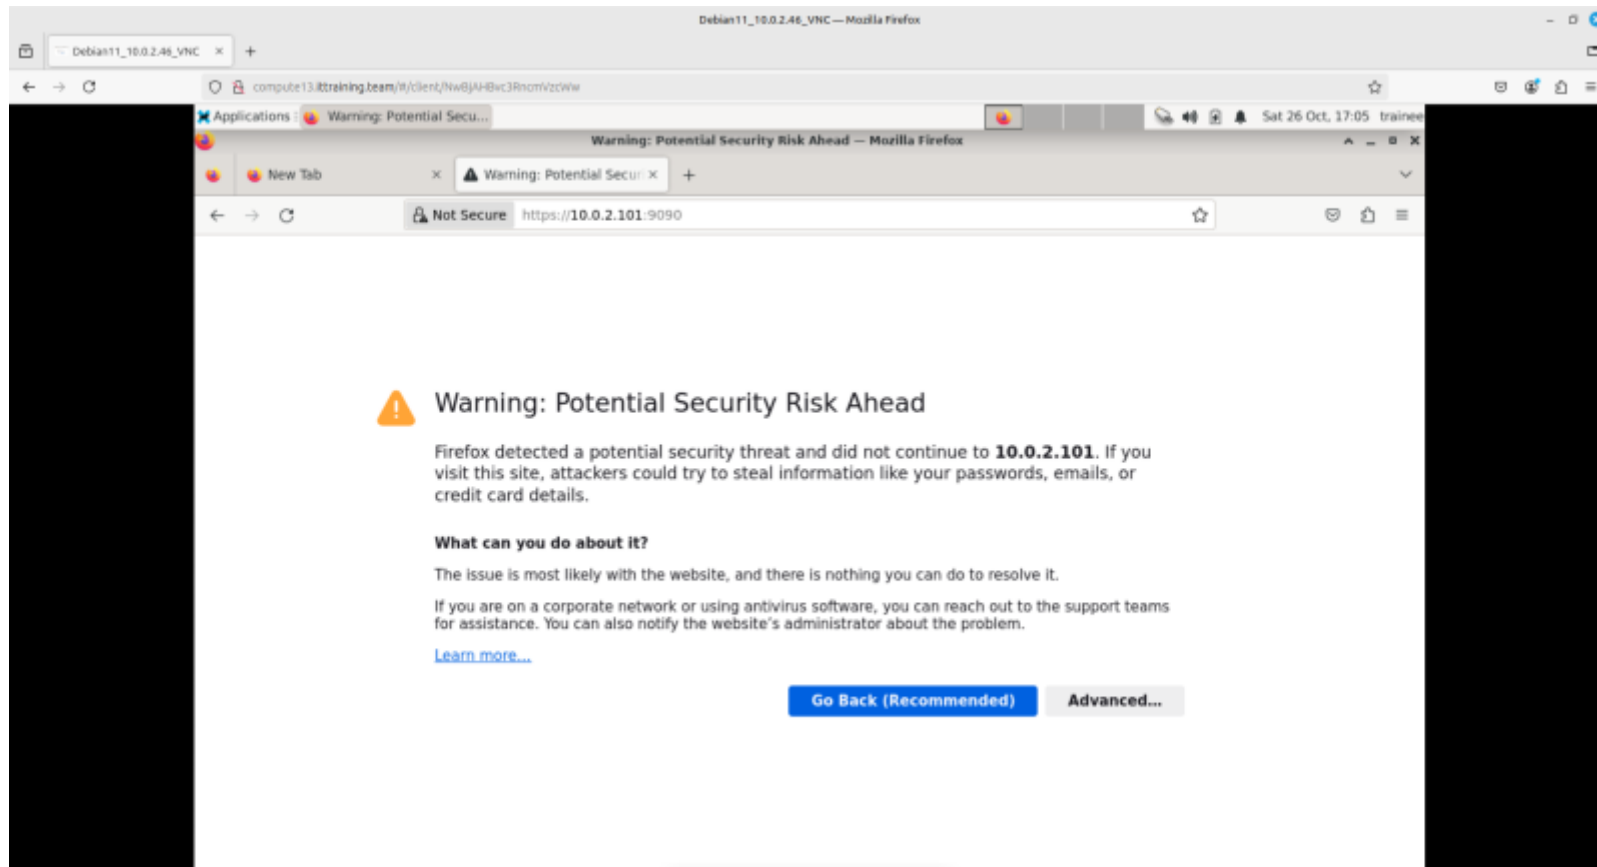 Debian11_10.0.2.46_VNC — Mozilla Firefox
Debian11_10.0.2.46_VNC
compute13.ittraining.team/#/client/
Applications
Warning: Potential Secu...
Sat 26 Oct, 17:05 trainee
Warning: Potential Security Risk Ahead — Mozilla Firefox
New Tab
Warning: Potential Secur
Not Secure https://10.0.2.101:9090
Warning: Potential Security Risk Ahead
Firefox detected a potential security threat and did not continue to 10.0.2.101. If you
visit this site, attackers could try to steal information like your passwords, emails, or
credit card details.
What can you do about it?
The issue is most likely with the website, and there is nothing you can do to resolve it.
If you are on a corporate network or using antivirus software, you can reach out to the support teams
for assistance. You can also notify the website's administrator about the problem.
Learn more...
Go Back (Recommended)
Advanced...